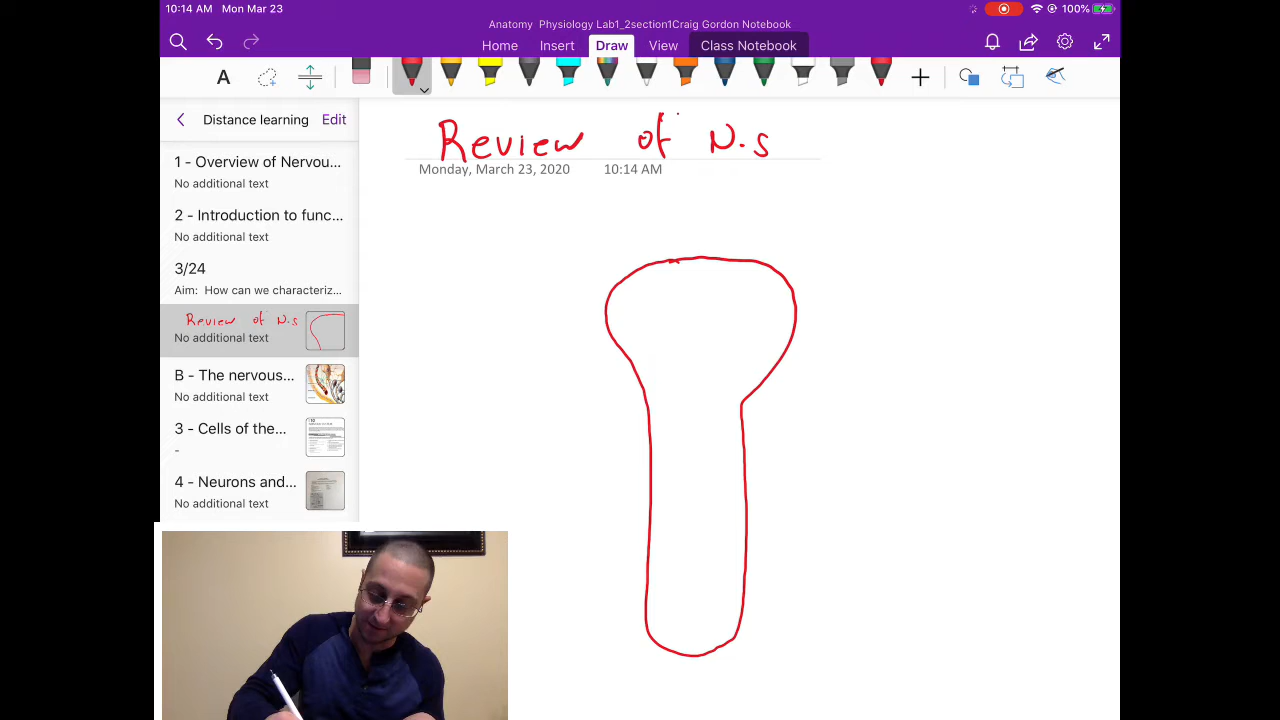 10:14 AM Mon Mar 23
100%
Anatomy Physiology Lab1_2section1Craig Gordon Notebook
Home Insert Draw View Class Notebook
A
Distance learning Edit
1 - Overview of Nervou...
No additional text
2 - Introduction to func...
No additional text
3/24
Aim: How can we characteriz...
Review of N.s
No additional text
B - The nervous...
No additional text
3 - Cells of the...
-
4 - Neurons and...
No additional text
Review of N.s
Monday, March 23, 2020 10:14 AM